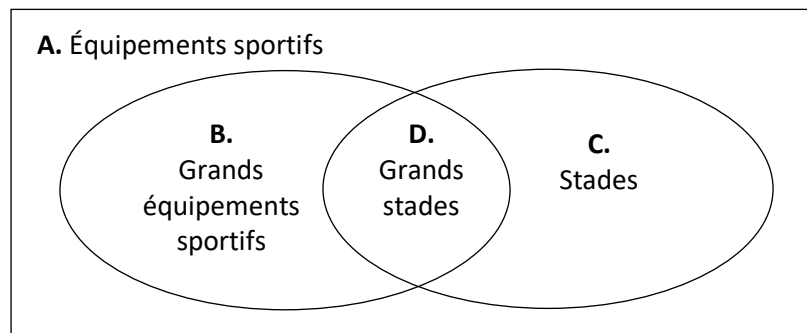 A. Équipements sportifs
B.
Grands
équipements
sportifs
D.
Grands
stades
C.
Stades